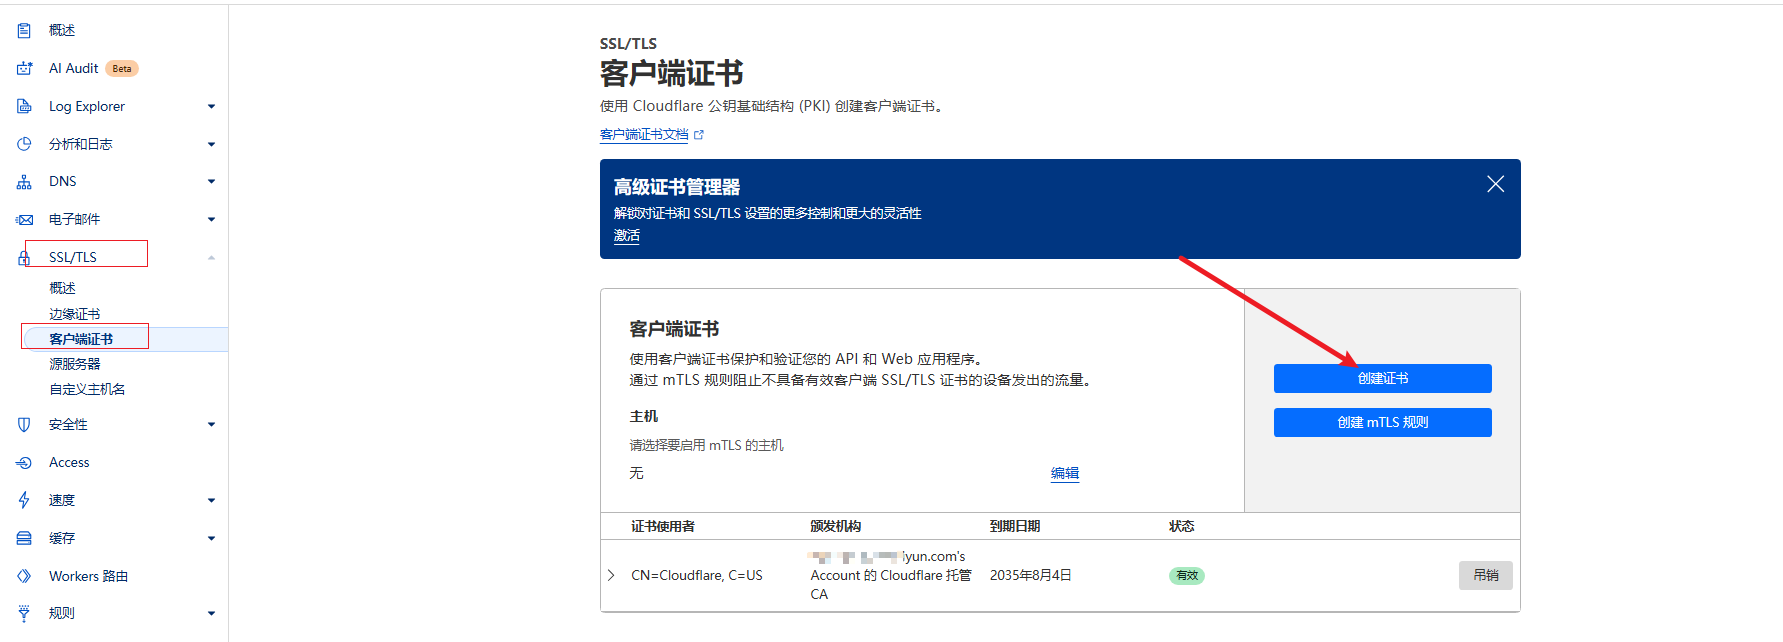 概述
AI Audit Beta
Log Explorer
分析和日志
DNS
电子邮件
SSL/TLS
概述
边缘证书
客户端证书
源服务器
自定义主机名
安全性
Access
速度
缓存
Workers 路由
规则
SSL/TLS
客户端证书
使用 Cloudflare 公钥基础结构 (PKI) 创建客户端证书。
客户端证书文档
高级证书管理器
解锁对证书和 SSL/TLS 设置的更多控制和更大的灵活性
激活
客户端证书
使用客户端证书保护和验证您的 API 和 Web 应用程序。
通过 mTLS 规则阻止不具备有效客户端 SSL/TLS 证书的设备发出的流量。
主机
请选择要启用 mTLS 的主机
无 编辑
创建证书
创建 mTLS 规则
证书使用者 颁发机构 到期日期 状态
CN=Cloudflare, C=US
iyun.com's
Account 的 Cloudflare 托管
CA
2035年8月4日
有效
吊销